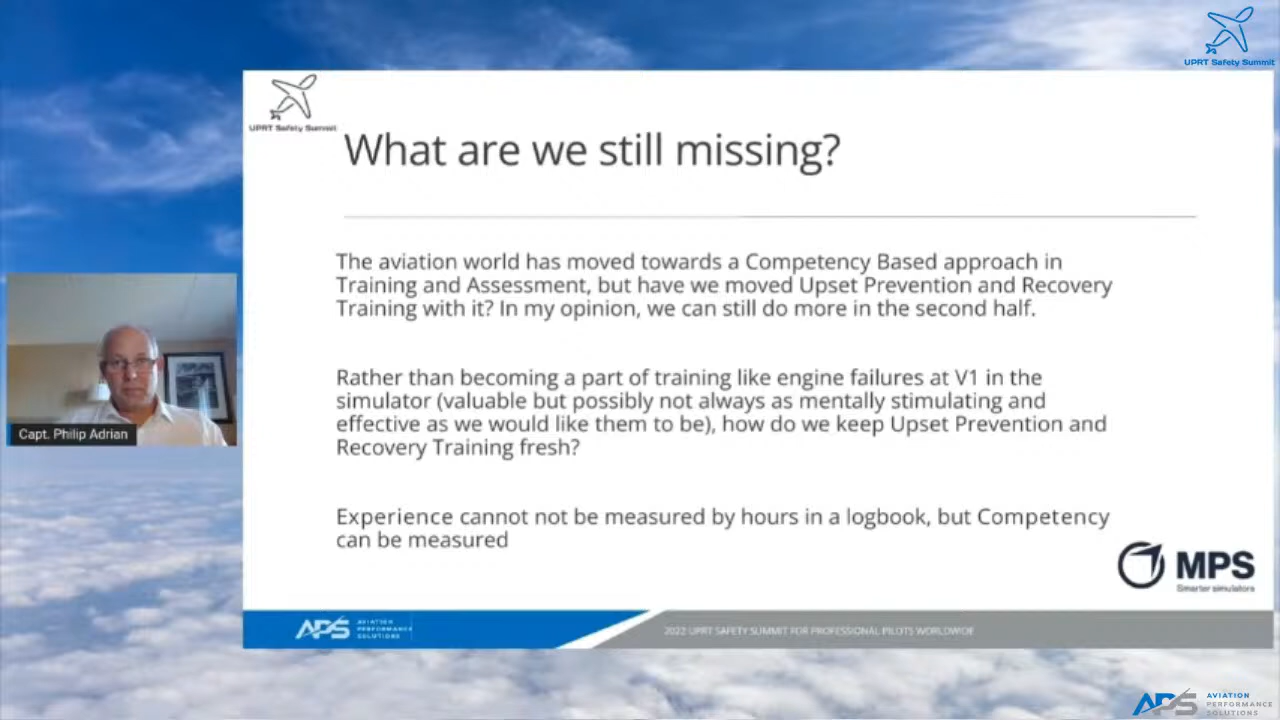 UPRT Safety Summit
UPRT Safety Summit
What are we still missing?
The aviation world has moved towards a Competency Based approach in
Training and Assessment, but have we moved Upset Prevention and Recovery
Training with it? In my opinion, we can still do more in the second half.
Rather than becoming a part of training like engine failures at V1 in the
simulator (valuable but possibly not always as mentally stimulating and
effective as we would like them to be), how do we keep Upset Prevention and
Recovery Training fresh?
Experience cannot not be measured by hours in a logbook, but Competency
can be measured
Capt. Philip Adrian
MPS
Smarter simulators
APS
AVIATION
PERFORMANCE
SOLUTIONS
2022 UPRT SAFETY SUMMIT FOR PROFESSIONAL PILOTS WORLDWIDE
APS
AVIATION
PERFORMANCE
SOLUTIONS